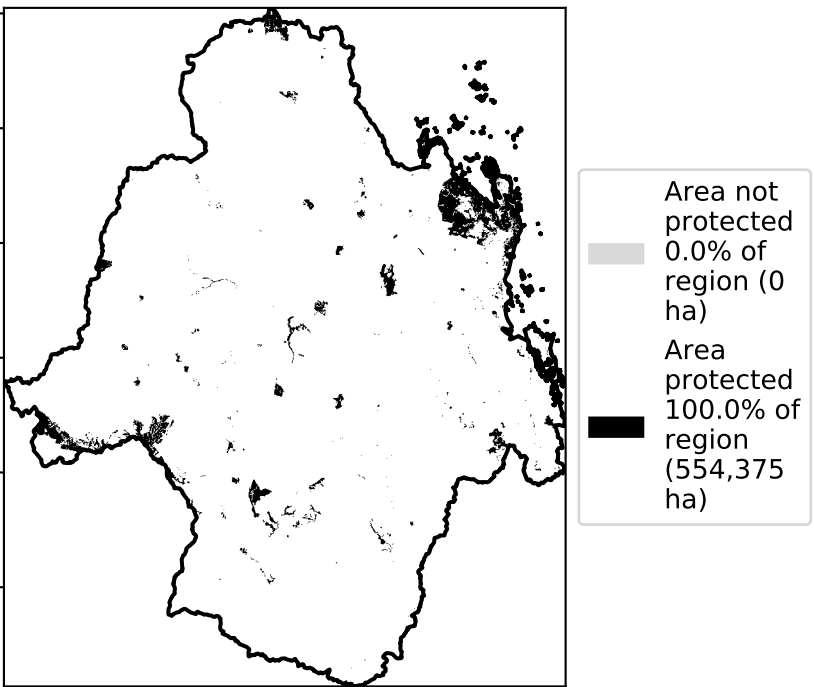 Area not
protected
0.0% of
region (0
ha)
Area
protected
100.0% of
region
(554,375
ha)